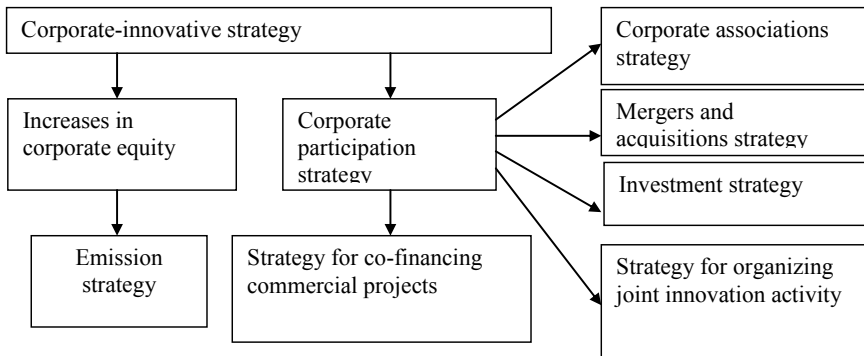 Corporate-innovative strategy
Corporate associations
strategy
Increases in
corporate equity
Corporate
participation
strategy
Mergers and
acquisitions strategy
Investment strategy
Emission
strategy
Strategy for co-financing
commercial projects
Strategy for organizing
joint innovation activity